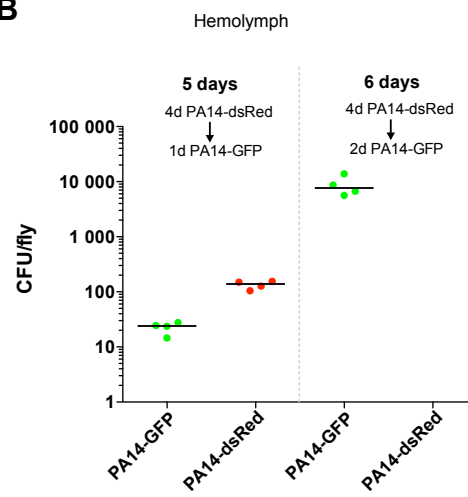 B
Hemolymph
5 days
6 days
4d PA14-dsRed
1d PA14-GFP
4d PA14-dsRed
2d PA14-GFP
CFU/fly
100 000
10 000
1 000
100
10
1
PA14-GFP
PA14-dsRed
PA14-GFP
PA14-dsRed